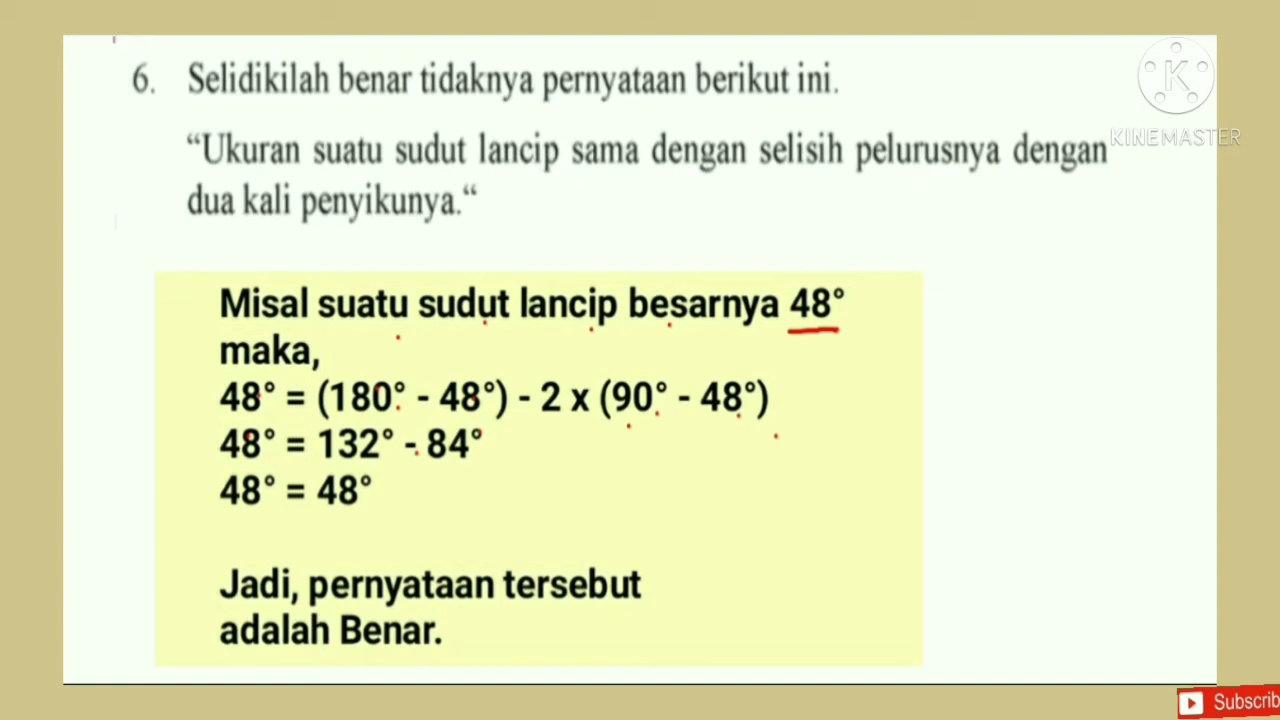 6. Selidikilah benar tidaknya pernyataan berikut ini.
“Ukuran suatu sudut lancip sama dengan selisih pelurusnya dengan
dua kali penyikunya.“
K
KINEMASTER
Misal suatu sudut lancip besarnya 48°
maka,
48° = (180° - 48°) - 2 x (90° - 48°)
48° = 132° - 84°
48° = 48°
Jadi, pernyataan tersebut
adalah Benar.
Subscrib